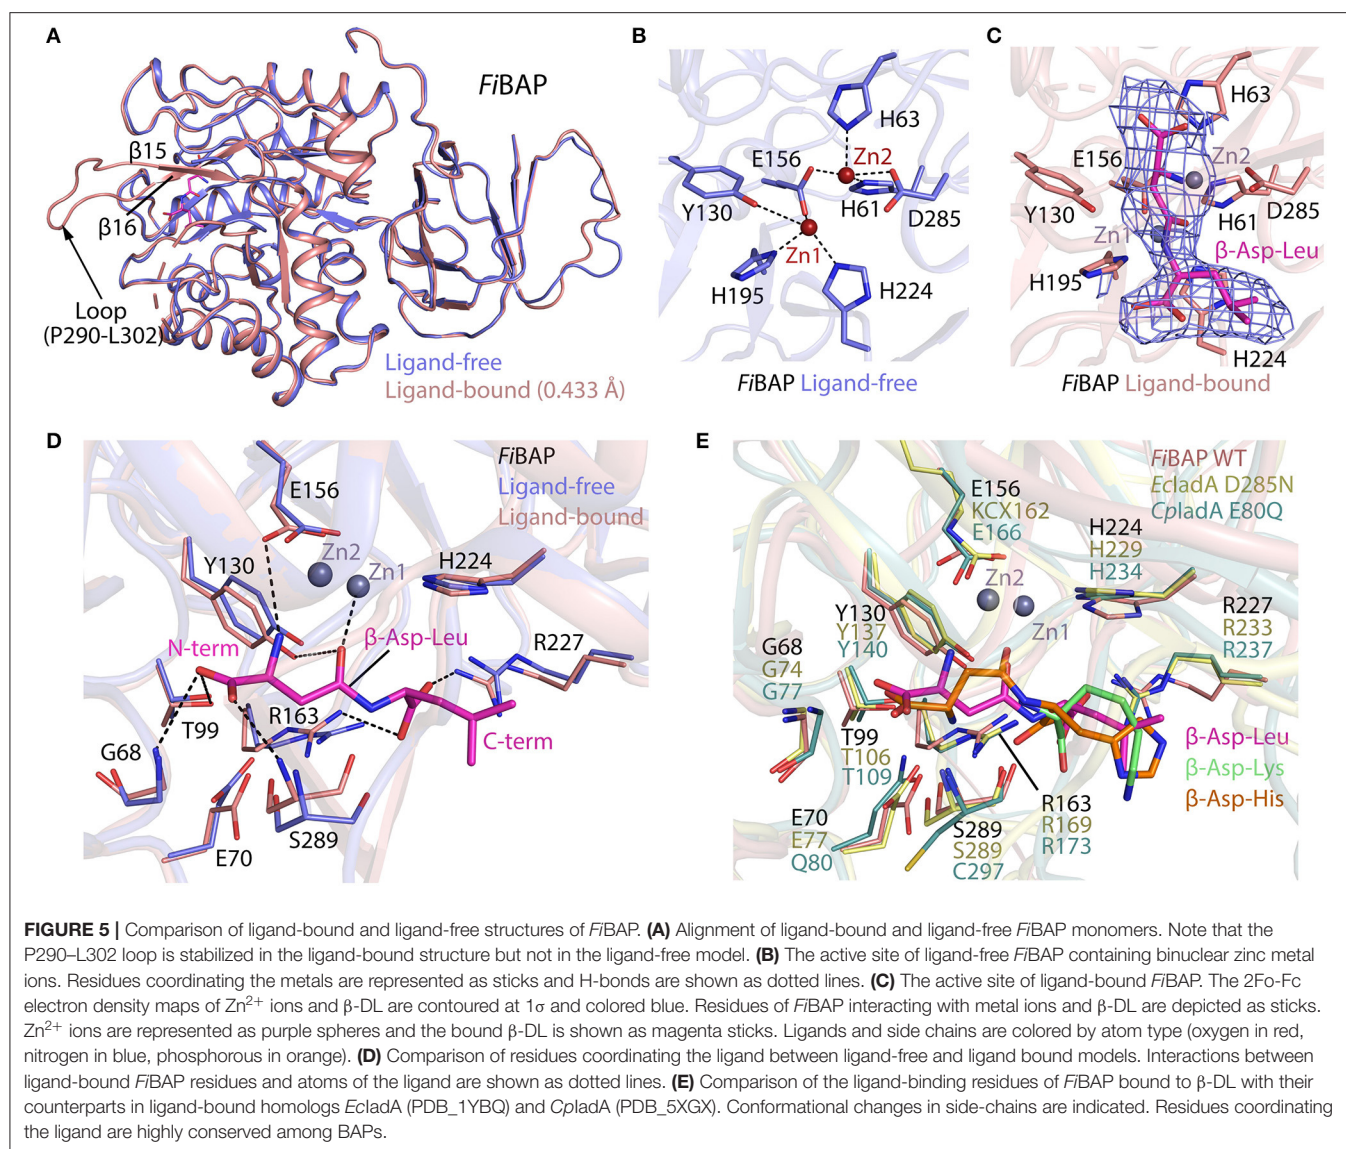 A
FiBAP
β15
β16
Loop
(P290-L302)
Ligand-free
Ligand-bound (0.433 Å)
B
H63
E156
Zn2
Y130
H61
D285
Zn1
H195
H224
FiBAP Ligand-free
C
H63
E156
Zn2
Y130
H61
D285
Zn1
β-Asp-Leu
H195
H224
FiBAP Ligand-bound
D
FiBAP
Ligand-free
Ligand-bound
E156
Zn2
Y130
Zn1
H224
N-term
β-Asp-Leu
R227
R163
T99
C-term
G68
E70
S289
E
FiBAP WT
EcIadA D285N
CpIadA E80Q
E156
KCX162
E166
H224
H229
H234
Zn2
Zn1
Y130
Y137
Y140
R227
R233
R237
G68
G74
G77
T99
T106
T109
β-Asp-Leu
β-Asp-Lys
β-Asp-His
E70
E77
Q80
S289
S289
C297
R163
R169
R173
FIGURE 5 | Comparison of ligand-bound and ligand-free structures of FiBAP. (A) Alignment of ligand-bound and ligand-free FiBAP monomers. Note that the
P290–L302 loop is stabilized in the ligand-bound structure but not in the ligand-free model. (B) The active site of ligand-free FiBAP containing binuclear zinc metal
ions. Residues coordinating the metals are represented as sticks and H-bonds are shown as dotted lines. (C) The active site of ligand-bound FiBAP. The 2Fo-Fc
electron density maps of Zn²⁺ ions and β-DL are contoured at 1σ and colored blue. Residues of FiBAP interacting with metal ions and β-DL are depicted as sticks.
Zn²⁺ ions are represented as purple spheres and the bound β-DL is shown as magenta sticks. Ligands and side chains are colored by atom type (oxygen in red,
nitrogen in blue, phosphorous in orange). (D) Comparison of residues coordinating the ligand between ligand-free and ligand bound models. Interactions between
ligand-bound FiBAP residues and atoms of the ligand are shown as dotted lines. (E) Comparison of the ligand-binding residues of FiBAP bound to β-DL with their
counterparts in ligand-bound homologs EcIadA (PDB_1YBQ) and CpIadA (PDB_5XGX). Conformational changes in side-chains are indicated. Residues coordinating
the ligand are highly conserved among BAPs.